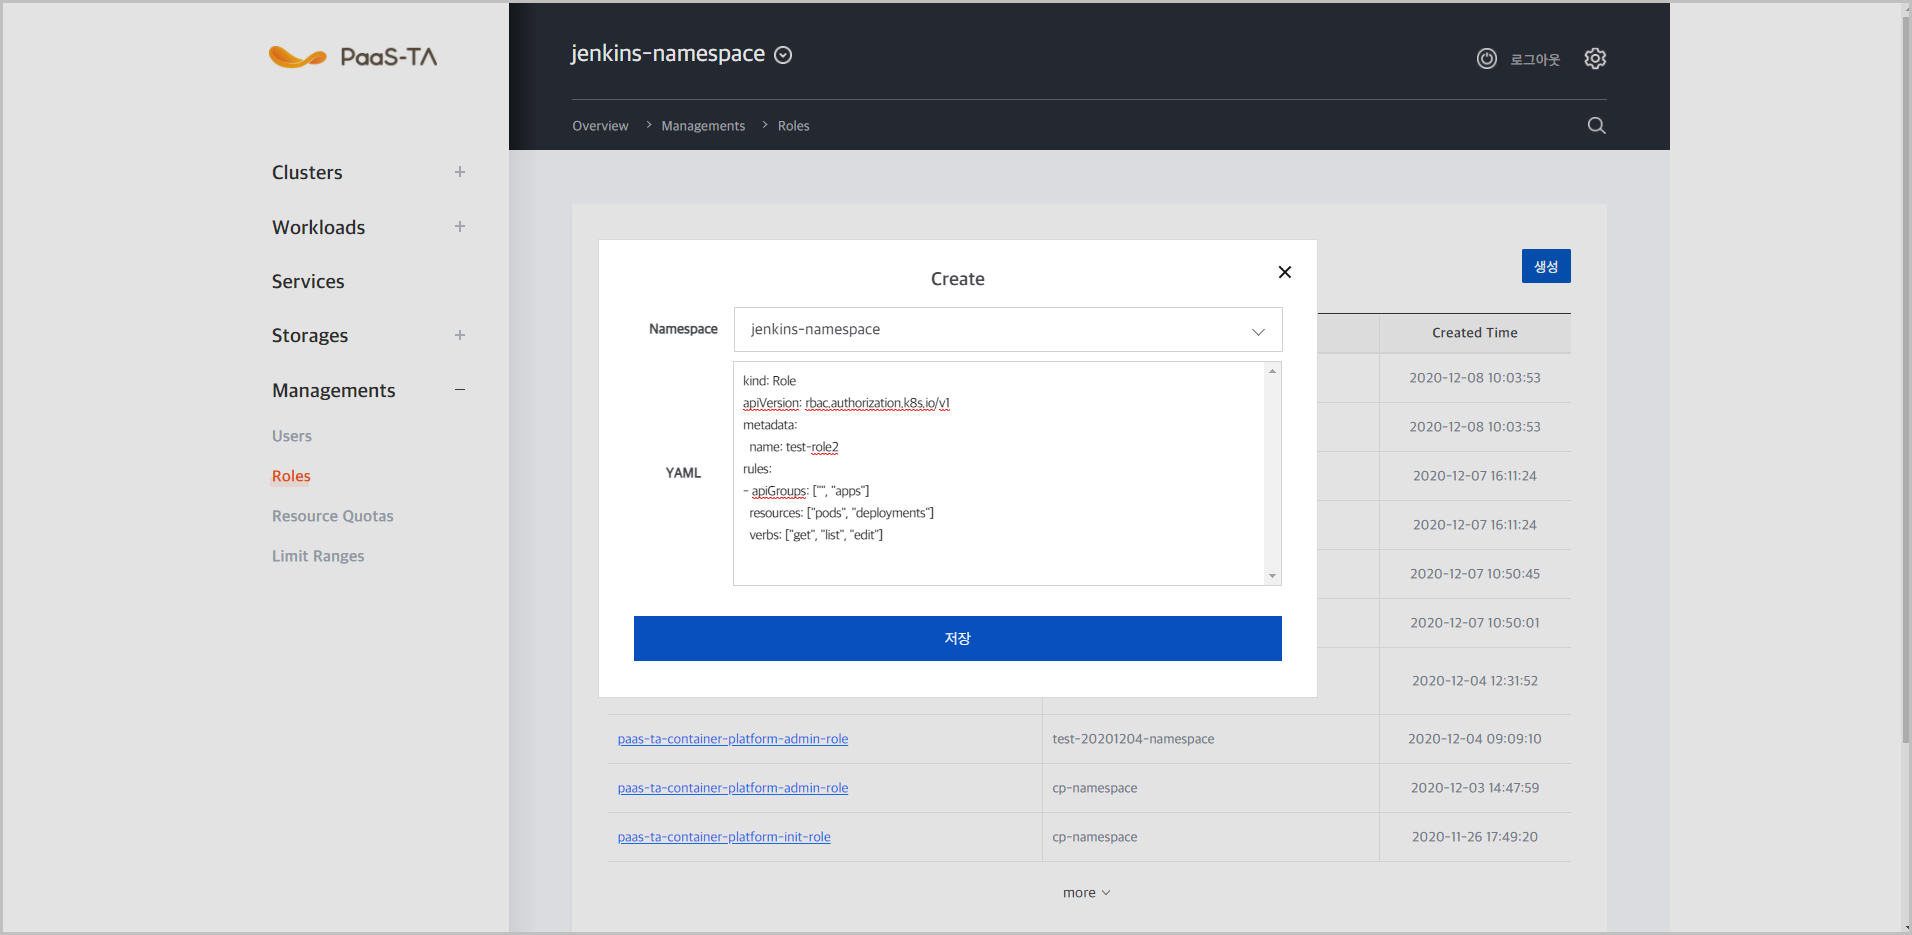 PaaS-TA
jenkins-namespace
로그아웃
Overview > Managements > Roles
Clusters +
Workloads +
Services
Storages +
Managements −
Users
Roles
Resource Quotas
Limit Ranges
생성
Create
Namespace
jenkins-namespace
YAML
kind: Role
apiVersion: rbac.authorization.k8s.io/v1
metadata:
  name: test-role2
rules:
- apiGroups: ["", "apps"]
  resources: ["pods", "deployments"]
  verbs: ["get", "list", "edit"]
저장
Created Time
2020-12-08 10:03:53
2020-12-08 10:03:53
2020-12-07 16:11:24
2020-12-07 16:11:24
2020-12-07 10:50:45
2020-12-07 10:50:01
2020-12-04 12:31:52
paas-ta-container-platform-admin-role test-20201204-namespace 2020-12-04 09:09:10
paas-ta-container-platform-admin-role cp-namespace 2020-12-03 14:47:59
paas-ta-container-platform-init-role cp-namespace 2020-11-26 17:49:20
more